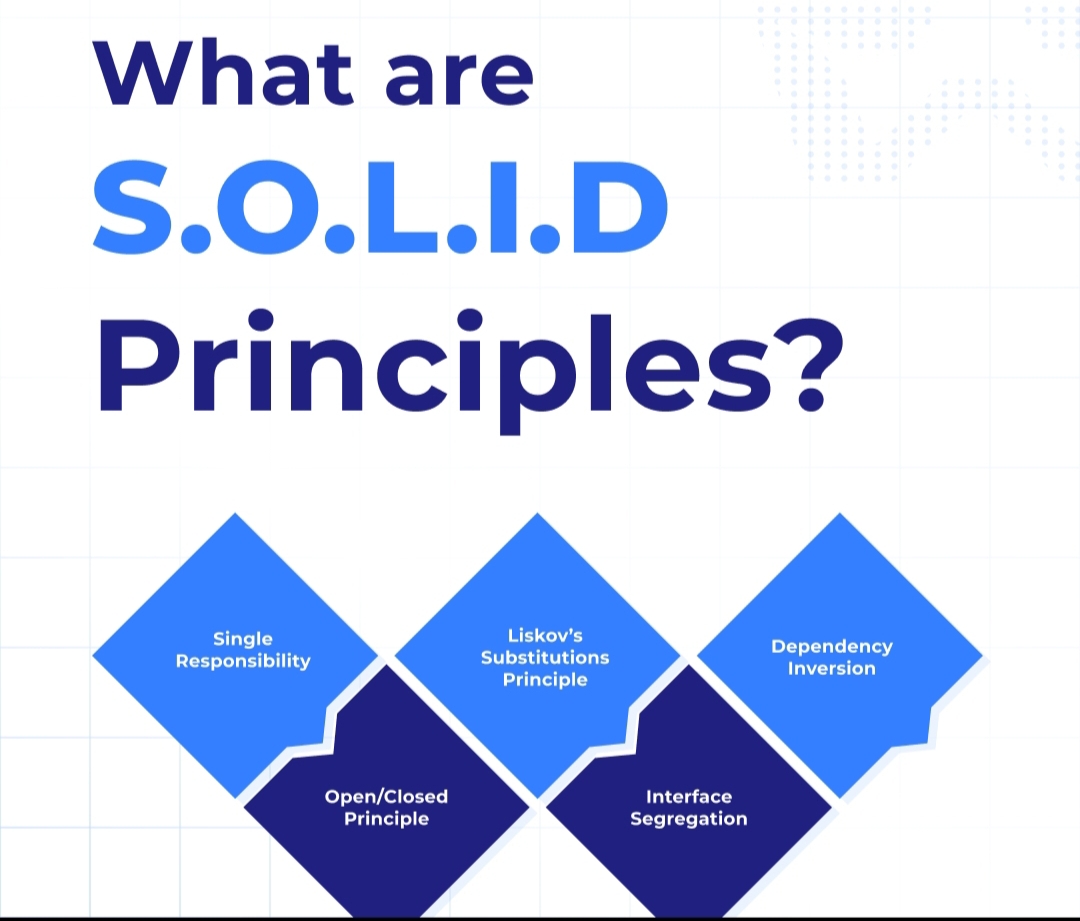 What are
S.O.L.I.D
Principles?
Single
Responsibility
Open/Closed
Principle
Liskov’s
Substitutions
Principle
Interface
Segregation
Dependency
Inversion